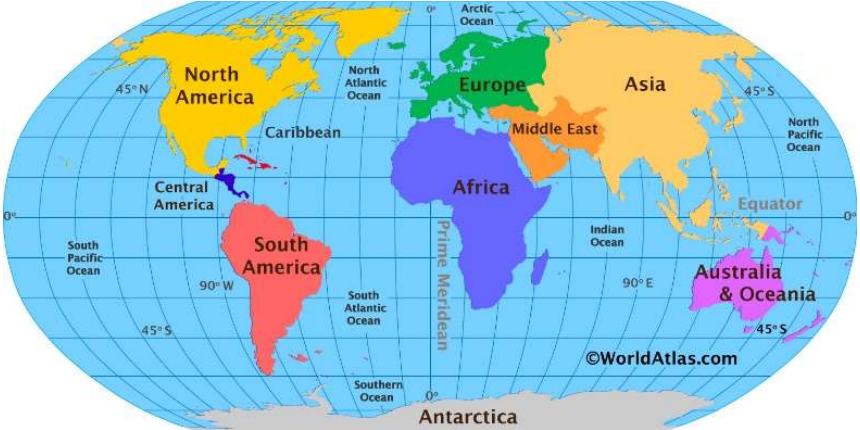 0°
Arctic
Ocean
North
America
45° N
North
Atlantic
Ocean
Europe
Asia
45° S
North
Pacific
Ocean
Caribbean
Middle East
Central
America
Africa
0°
Equator
0°
South
Pacific
Ocean
South
America
Prime Meridean
Indian
Ocean
90° W
90° E
Australia
& Oceania
South
Atlantic
Ocean
45° S
45° S
©WorldAtlas.com
Southern
Ocean
0°
Antarctica